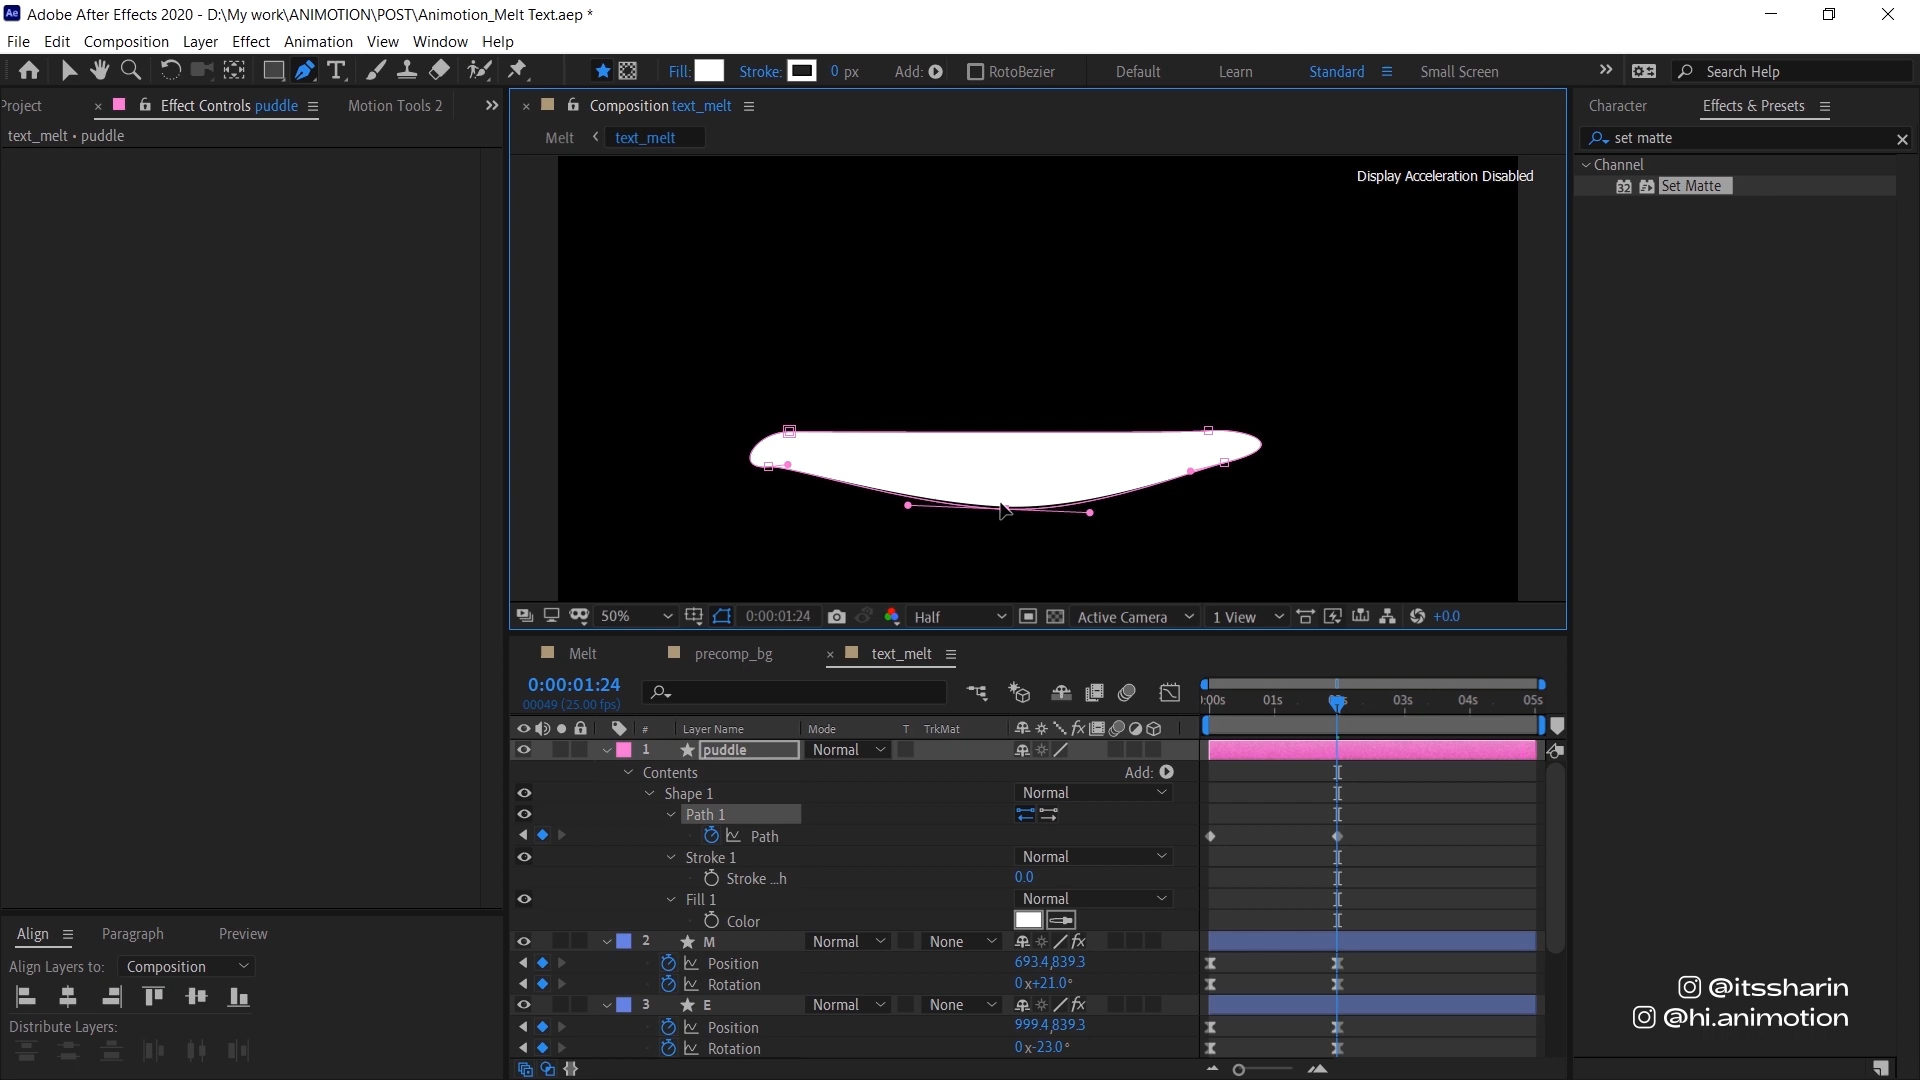 Adobe After Effects 2020 - D:\My work\ANIMOTION\POST\Animotion_Melt Text.aep *
File Edit Composition Layer Effect Animation View Window Help
Fill: Stroke: 0 px Add: RotoBezier Default Learn Standard Small Screen Search Help
Project Effect Controls puddle Motion Tools 2
text_melt • puddle
Composition text_melt
Melt text_melt
Display Acceleration Disabled
Character Effects & Presets
set matte
Channel
32 Set Matte
50% 0:00:01:24 Half Active Camera 1 View +0.0
Melt precomp_bg text_melt
0:00:01:24
00049 (25.00 fps)
:00s 01s 03s 04s 05s
# Layer Name Mode T TrkMat
1 puddle Normal
Contents Add:
Shape 1 Normal
Path 1
Path
Stroke 1 Normal
Stroke ...h 0.0
Fill 1 Normal
Color
2 M Normal None
Position 693.4,839.3
Rotation 0x+21.0°
3 E Normal None
Position 999.4,839.3
Rotation 0x-23.0°
Align Paragraph Preview
Align Layers to: Composition
Distribute Layers:
@itssharin
@hi.animotion